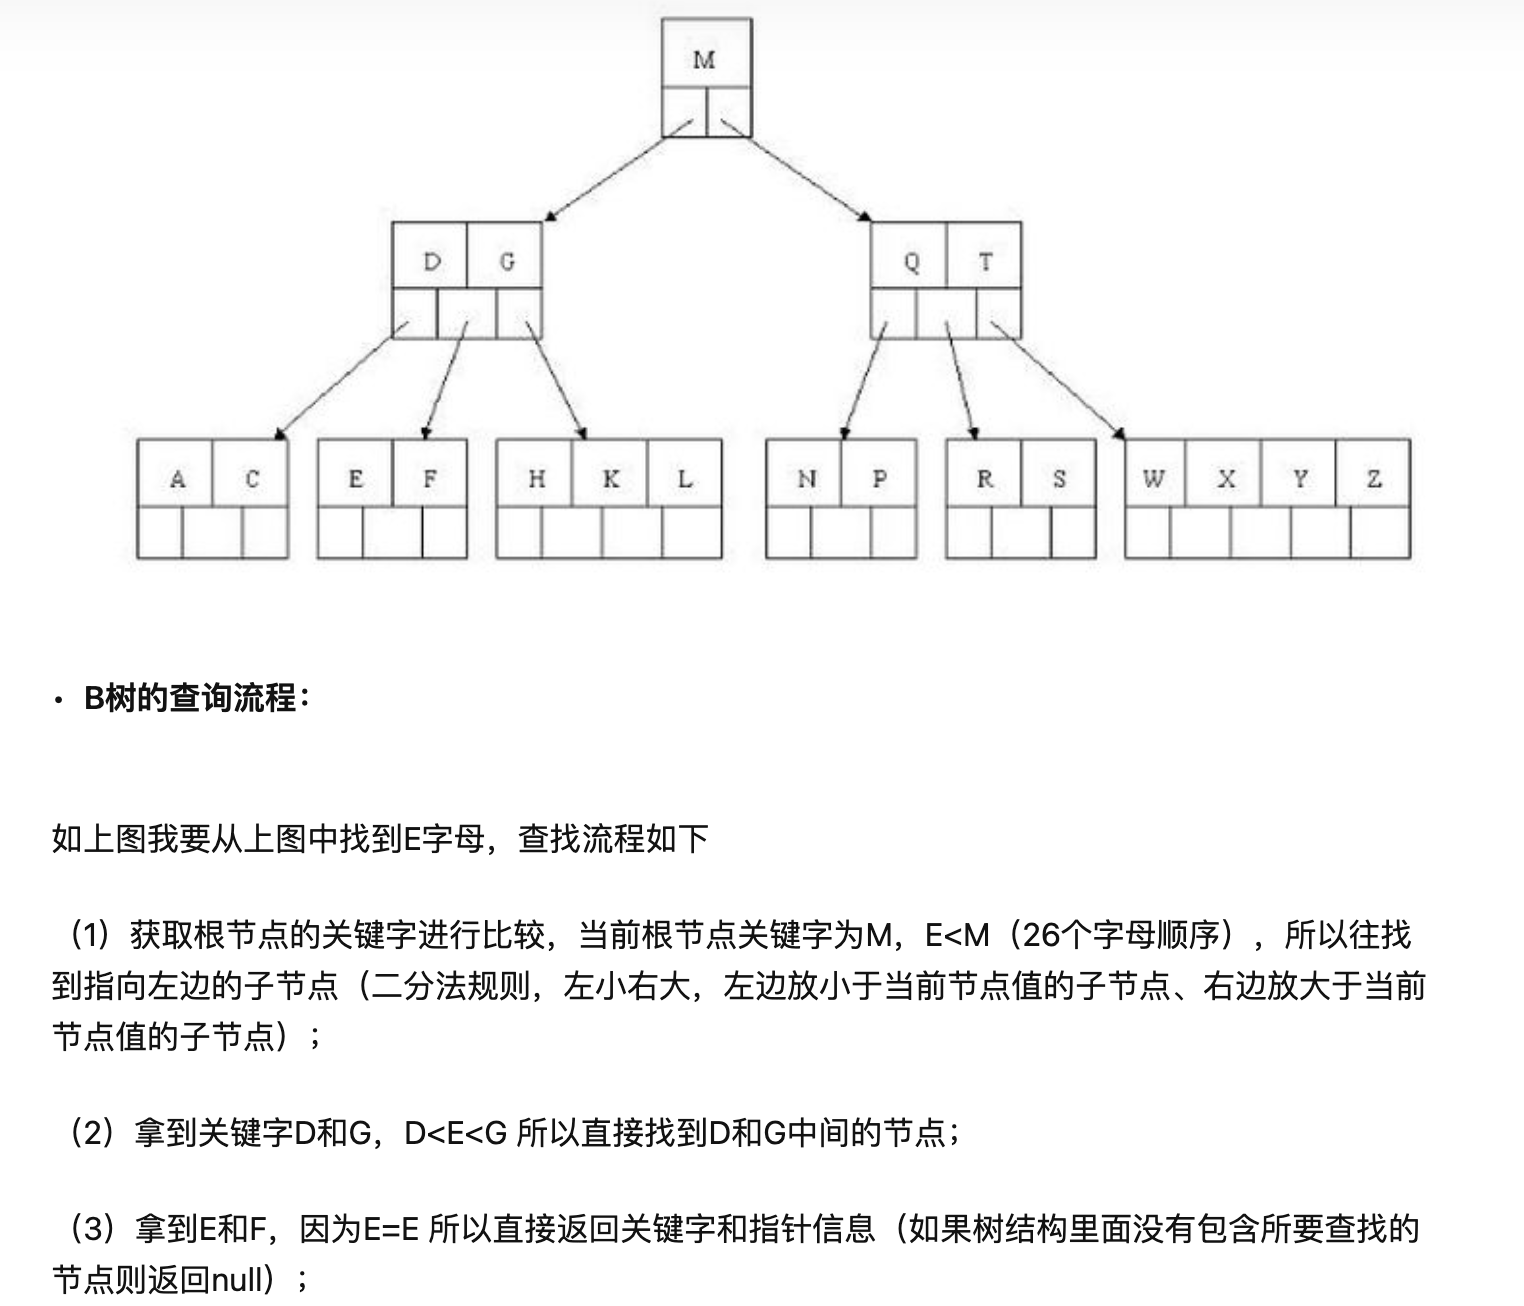 M
D G Q T
A C E F H K L N P R S W X Y Z
• B树的查询流程：
如上图我要从上图中找到E字母，查找流程如下
（1）获取根节点的关键字进行比较，当前根节点关键字为M，E<M（26个字母顺序），所以往找
到指向左边的子节点（二分法规则，左小右大，左边放小于当前节点值的子节点、右边放大于当前
节点值的子节点）；
（2）拿到关键字D和G，D<E<G 所以直接找到D和G中间的节点；
（3）拿到E和F，因为E=E 所以直接返回关键字和指针信息（如果树结构里面没有包含所要查找的
节点则返回null）；